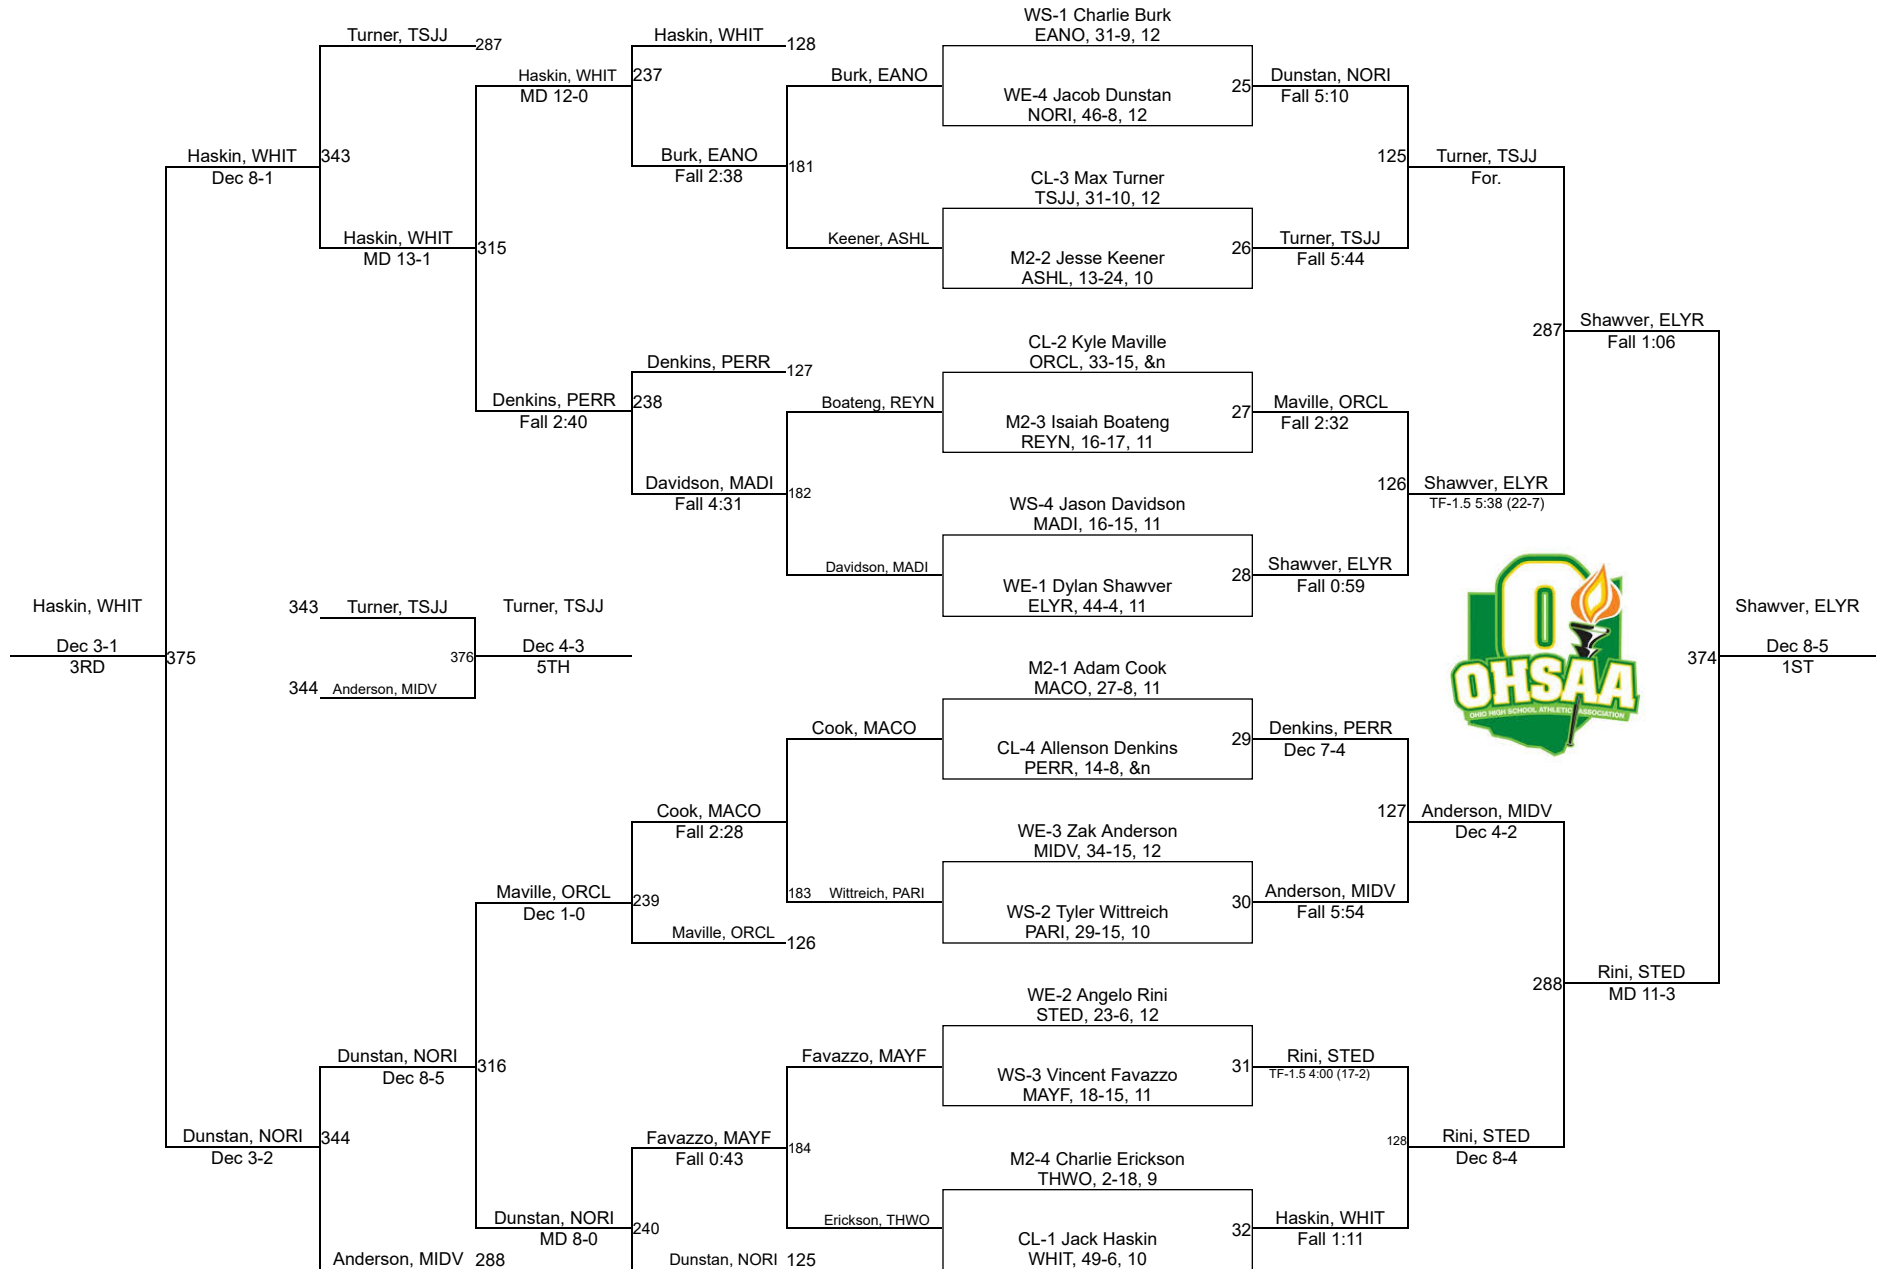 WS-1 Charlie Burk
EANO, 31-9, 12
Turner, TSJJ
287
Haskin, WHIT
128
Haskin, WHIT
237
MD 12-0
Burk, EANO
WE-4 Jacob Dunstan
NORI, 46-8, 12
25
Dunstan, NORI
Fall 5:10
Haskin, WHIT
343
Dec 8-1
Burk, EANO
Fall 2:38
181
125
Turner, TSJJ
For.
CL-3 Max Turner
TSJJ, 31-10, 12
Haskin, WHIT
MD 13-1
315
Keener, ASHL
M2-2 Jesse Keener
ASHL, 13-24, 10
26
Turner, TSJJ
Fall 5:44
287
Shawver, ELYR
Fall 1:06
CL-2 Kyle Maville
ORCL, 33-15, &n
Denkins, PERR
127
Denkins, PERR
238
Fall 2:40
Boateng, REYN
M2-3 Isaiah Boateng
REYN, 16-17, 11
27
Maville, ORCL
Fall 2:32
Davidson, MADI
Fall 4:31
182
126
Shawver, ELYR
TF-1.5 5:38 (22-7)
WS-4 Jason Davidson
MADI, 16-15, 11
Davidson, MADI
WE-1 Dylan Shawver
ELYR, 44-4, 11
28
Shawver, ELYR
Fall 0:59
Haskin, WHIT
Dec 3-1
3RD
375
343
Turner, TSJJ
344
Anderson, MIDV
376
Turner, TSJJ
Dec 4-3
5TH
OHSAA
OHIO HIGH SCHOOL ATHLETIC ASSOCIATION
374
Shawver, ELYR
Dec 8-5
1ST
M2-1 Adam Cook
MACO, 27-8, 11
Cook, MACO
CL-4 Allenson Denkins
PERR, 14-8, &n
29
Denkins, PERR
Dec 7-4
Cook, MACO
Fall 2:28
127
Anderson, MIDV
Dec 4-2
WE-3 Zak Anderson
MIDV, 34-15, 12
Maville, ORCL
Dec 1-0
239
183
Wittreich, PARI
WS-2 Tyler Wittreich
PARI, 29-15, 10
30
Anderson, MIDV
Fall 5:54
Maville, ORCL
126
288
Rini, STED
MD 11-3
WE-2 Angelo Rini
STED, 23-6, 12
Dunstan, NORI
Dec 8-5
316
Favazzo, MAYF
WS-3 Vincent Favazzo
MAYF, 18-15, 11
31
Rini, STED
TF-1.5 4:00 (17-2)
Dunstan, NORI
344
Dec 3-2
Favazzo, MAYF
Fall 0:43
184
128
Rini, STED
Dec 8-4
M2-4 Charlie Erickson
THWO, 2-18, 9
Dunstan, NORI
MD 8-0
240
Erickson, THWO
CL-1 Jack Haskin
WHIT, 49-6, 10
32
Haskin, WHIT
Fall 1:11
Anderson, MIDV
288
Dunstan, NORI
125